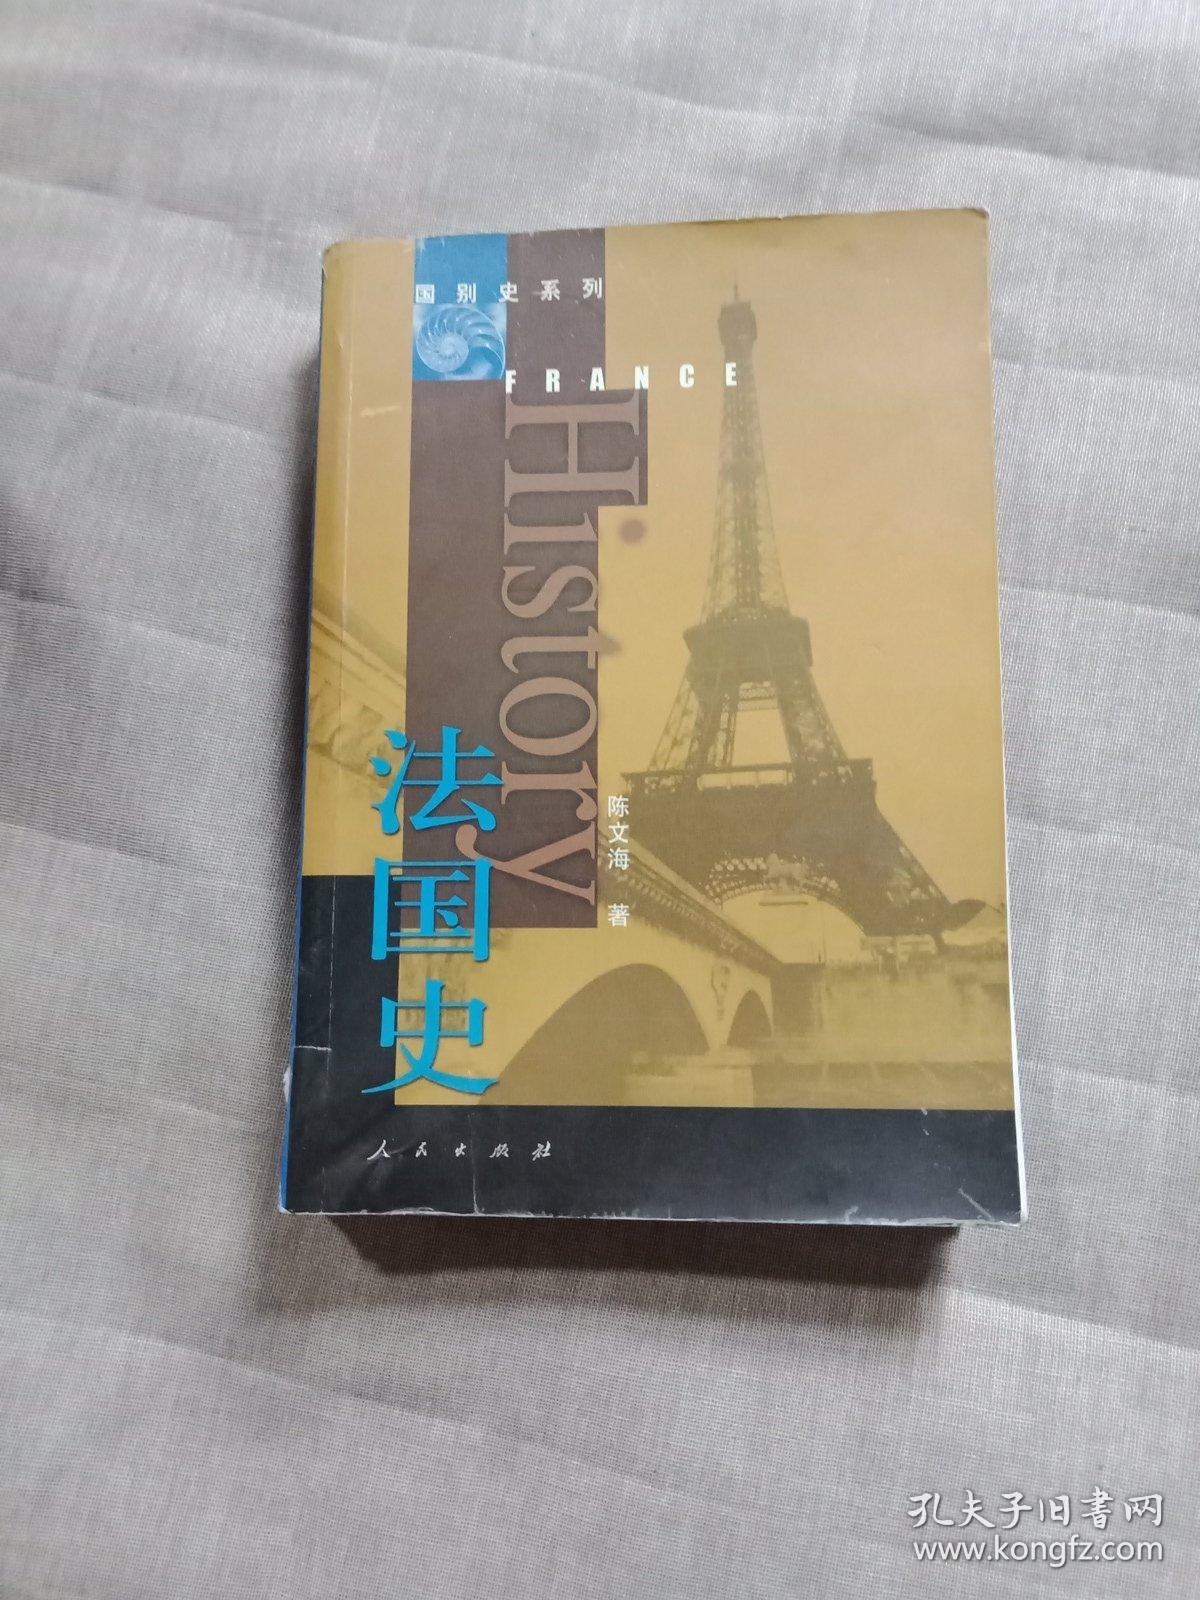 国别史系列
FRANCE
History
法国史
陈文海 著
人民出版社
孔夫子旧书网
www.kongfz.com